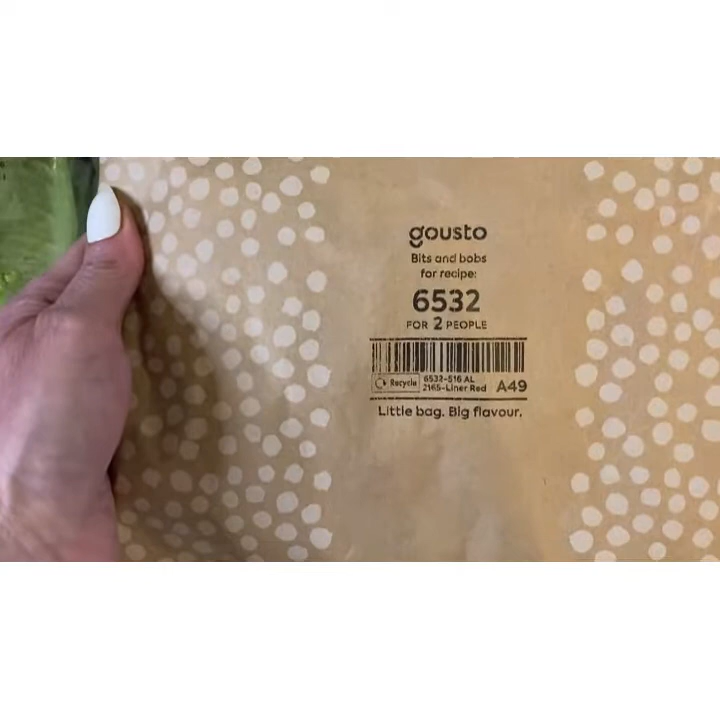 gousto
Bits and bobs
for recipe:
6532
FOR 2 PEOPLE
Recycle
6532-516 AL
2165-Liner Red
A49
Little bag. Big flavour.